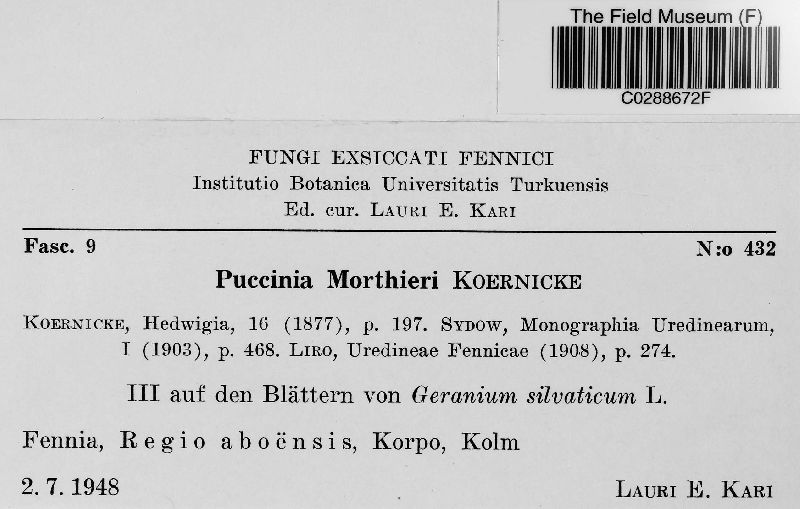 The Field Museum (F)
C0288672F
FUNGI EXSICCATI FENNICI
Institutio Botanica Universitatis Turkuensis
Ed. cur. LAURI E. KARI
Fasc. 9 N:o 432
Puccinia Morthieri KOERNICKE
KOERNICKE, Hedwigia, 16 (1877), p. 197. SYDOW, Monographia Uredinearum,
I (1903), p. 468. LIRO, Uredineae Fennicae (1908), p. 274.
III auf den Blättern von Geranium silvaticum L.
Fennia, Regio aboënsis, Korpo, Kolm
2. 7. 1948 LAURI E. KARI